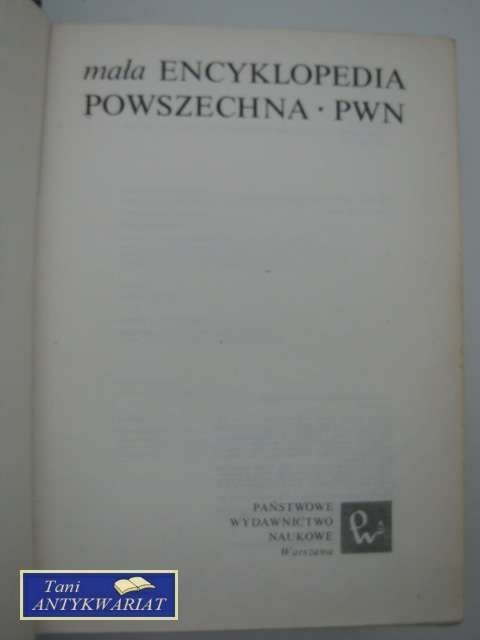 mała ENCYKLOPEDIA
POWSZECHNA · PWN
PAŃSTWOWE
WYDAWNICTWO
NAUKOWE
Warszawa
Tani
ANTYKWARIAT